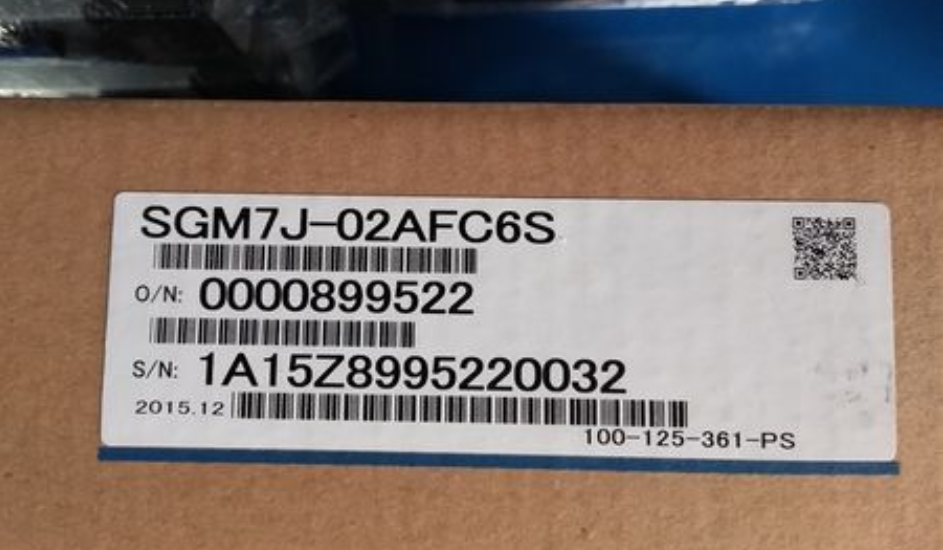 SGM7J-02AFC6S
O/N: 0000899522
S/N: 1A15Z8995220032
2015.12
100-125-361-PS